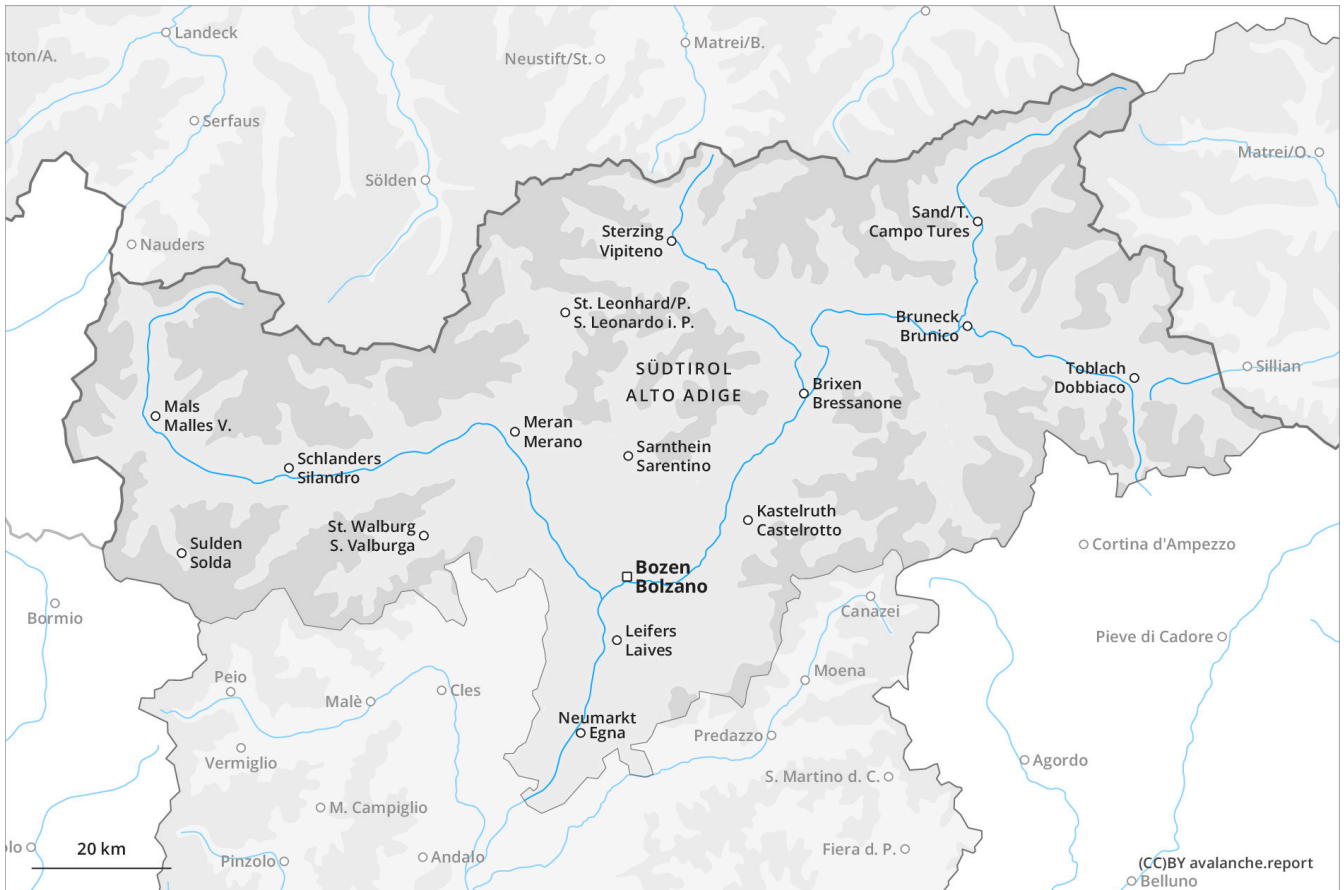 Landeck
Matrei/B.
nton/A.
Neustift/St.
Serfaus
Matrei/O.
Sölden
Sand/T.
Campo Tures
Sterzing
Vipiteno
Nauders
St. Leonhard/P.
S. Leonardo i. P.
Bruneck
Brunico
SÜDTIROL
ALTO ADIGE
Toblach
Dobbiaco
Sillian
Brixen
Bressanone
Mals
Malles V.
Meran
Merano
Sarnthein
Sarentino
Schlanders
Silandro
Kastelruth
Castelrotto
St. Walburg
S. Valburga
Sulden
Solda
Cortina d'Ampezzo
Bozen
Bolzano
Bormio
Canazei
Leifers
Laives
Pieve di Cadore
Peio
Moena
Malè
Cles
Neumarkt
Egna
Predazzo
Vermiglio
Agordo
S. Martino d. C.
M. Campiglio
20 km
olo
Pinzolo
Andalo
Fiera d. P.
(CC)BY avalanche.report
Belluno